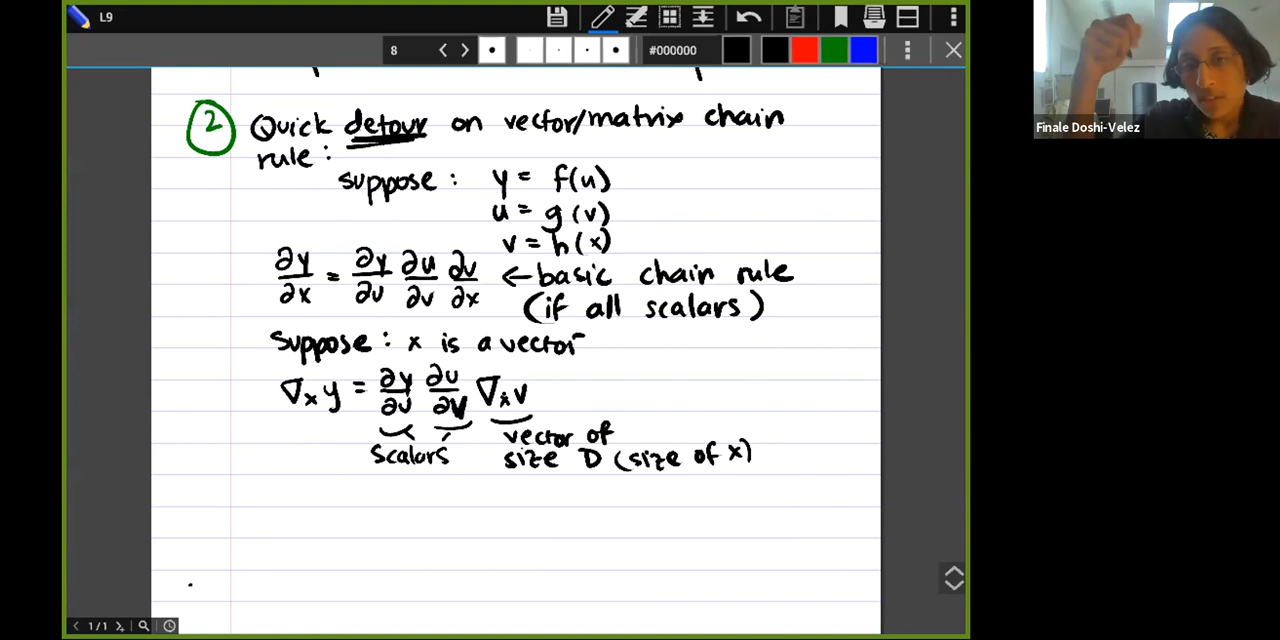 L9
8
#000000
Finale Doshi-Velez
2 Quick detour on vector/matrix chain
rule:
suppose: y = f(u)
u = g(v)
v = h(x)
∂y/∂x = ∂y/∂u ∂u/∂v ∂v/∂x ← basic chain rule
(if all scalars)
Suppose: x is a vector
∇ₓy = ∂y/∂u ∂u/∂v ∇ₓv
scalars
vector of
size D (size of x)
1/1